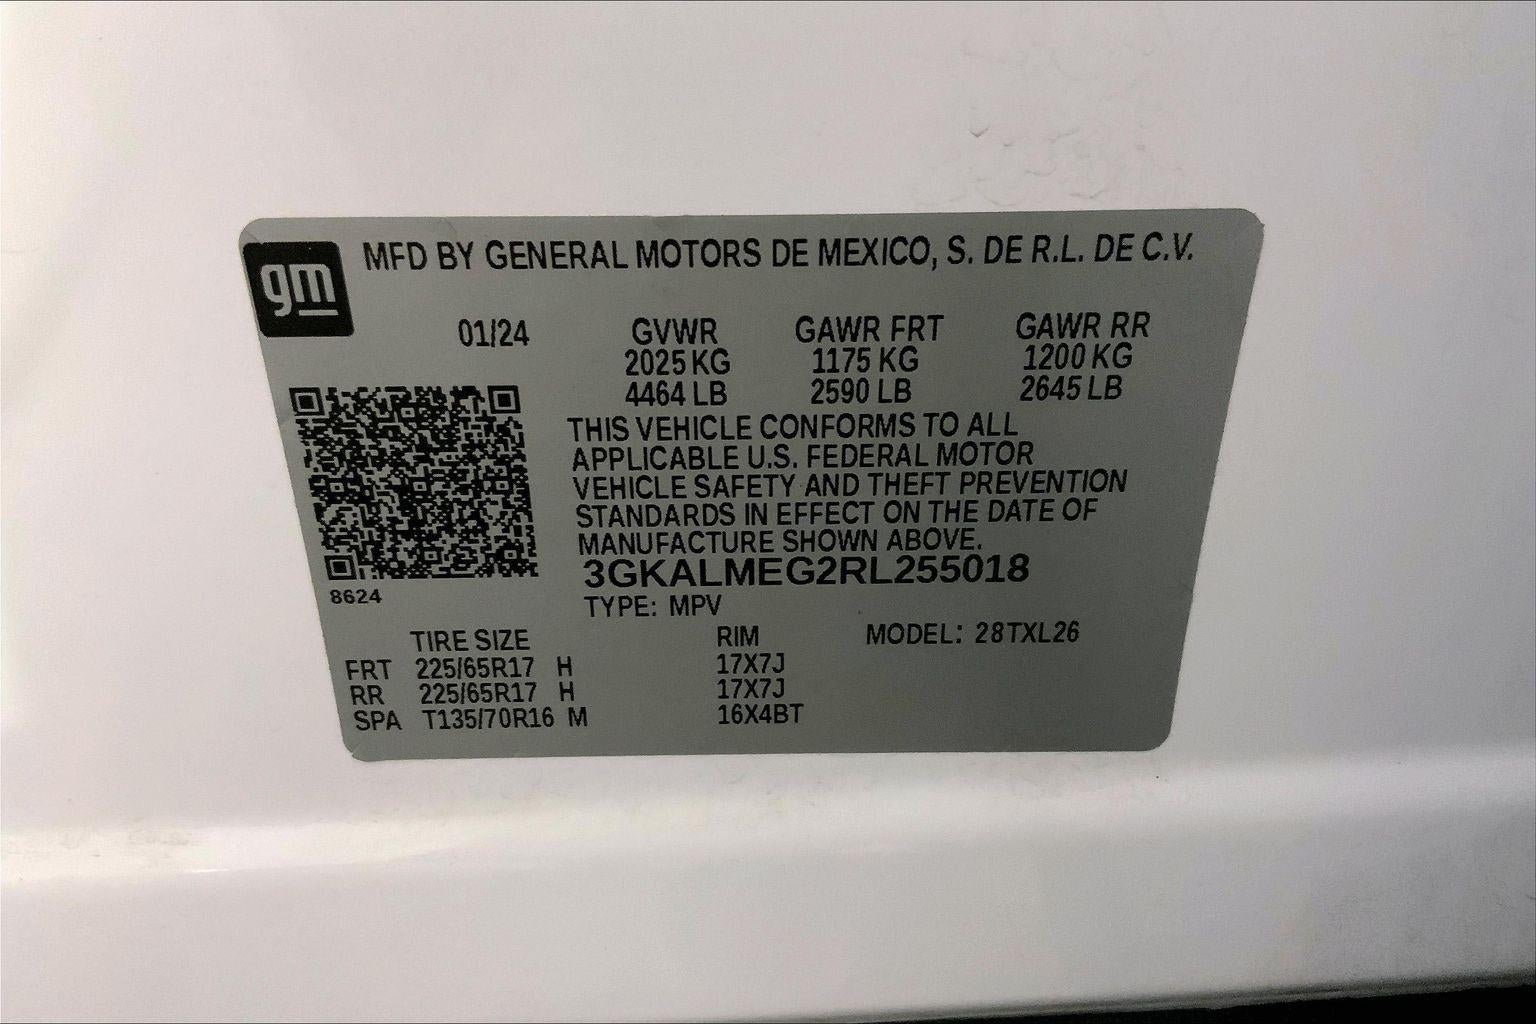 gm MFD BY GENERAL MOTORS DE MEXICO, S. DE R.L. DE C.V.
01/24 GVWR GAWR FRT GAWR RR
2025 KG 1175 KG 1200 KG
4464 LB 2590 LB 2645 LB
THIS VEHICLE CONFORMS TO ALL
APPLICABLE U.S. FEDERAL MOTOR
VEHICLE SAFETY AND THEFT PREVENTION
STANDARDS IN EFFECT ON THE DATE OF
MANUFACTURE SHOWN ABOVE.
3GKALMEG2RL255018
8624
TYPE: MPV
TIRE SIZE RIM MODEL: 28TXL26
FRT 225/65R17 H 17X7J
RR 225/65R17 H 17X7J
SPA T135/70R16 M 16X4BT